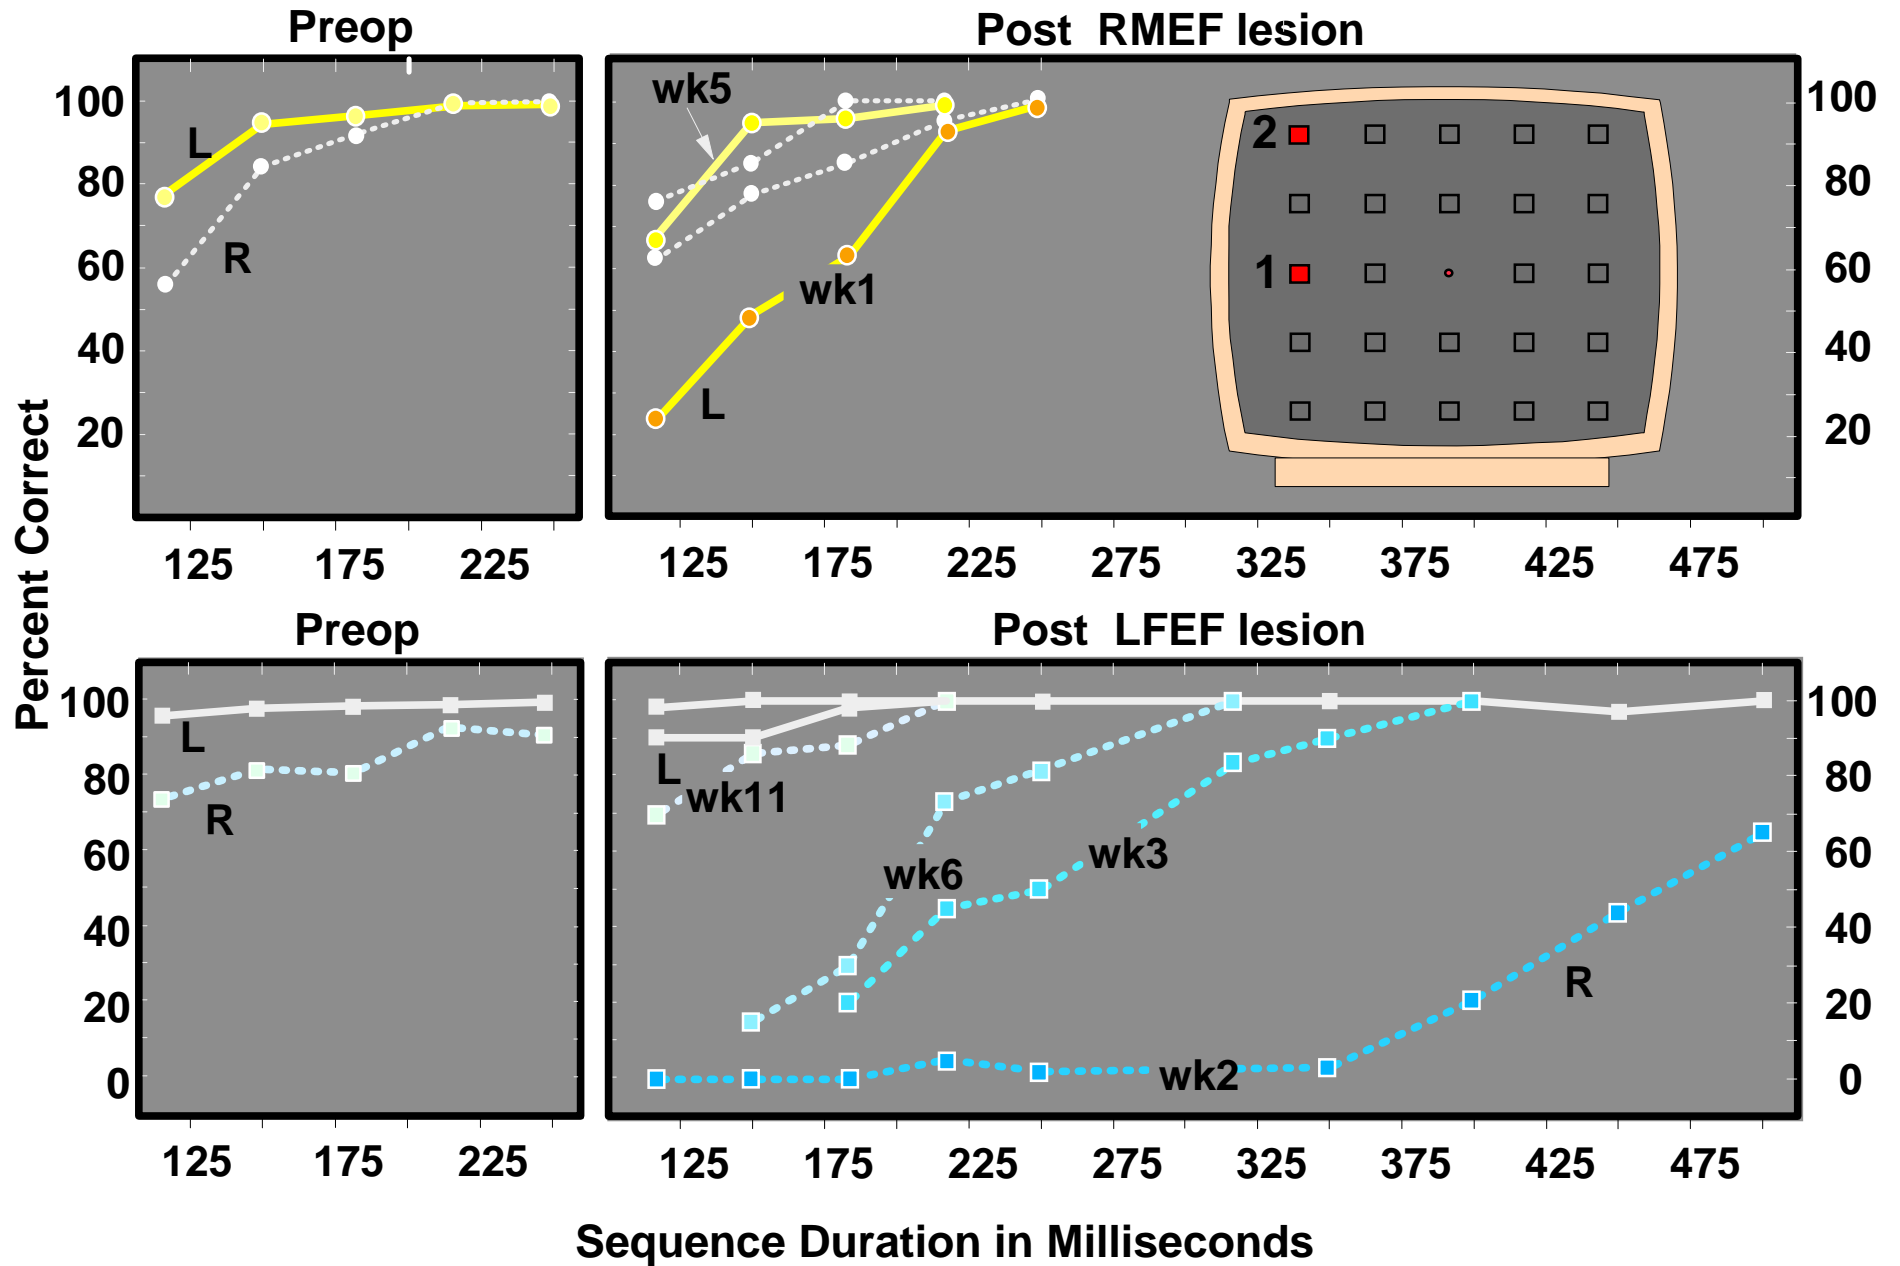 Preop
Post RMEF lesion
100
80
60
40
20
L
R
wk5
wk1
L
2
1
100
80
60
40
20
125 175 225
125 175 225 275 325 375 425 475
Percent Correct
Preop
Post LFEF lesion
100
80
60
40
20
0
L
R
L
wk11
wk6
wk3
wk2
R
100
80
60
40
20
0
125 175 225
125 175 225 275 325 375 425 475
Sequence Duration in Milliseconds